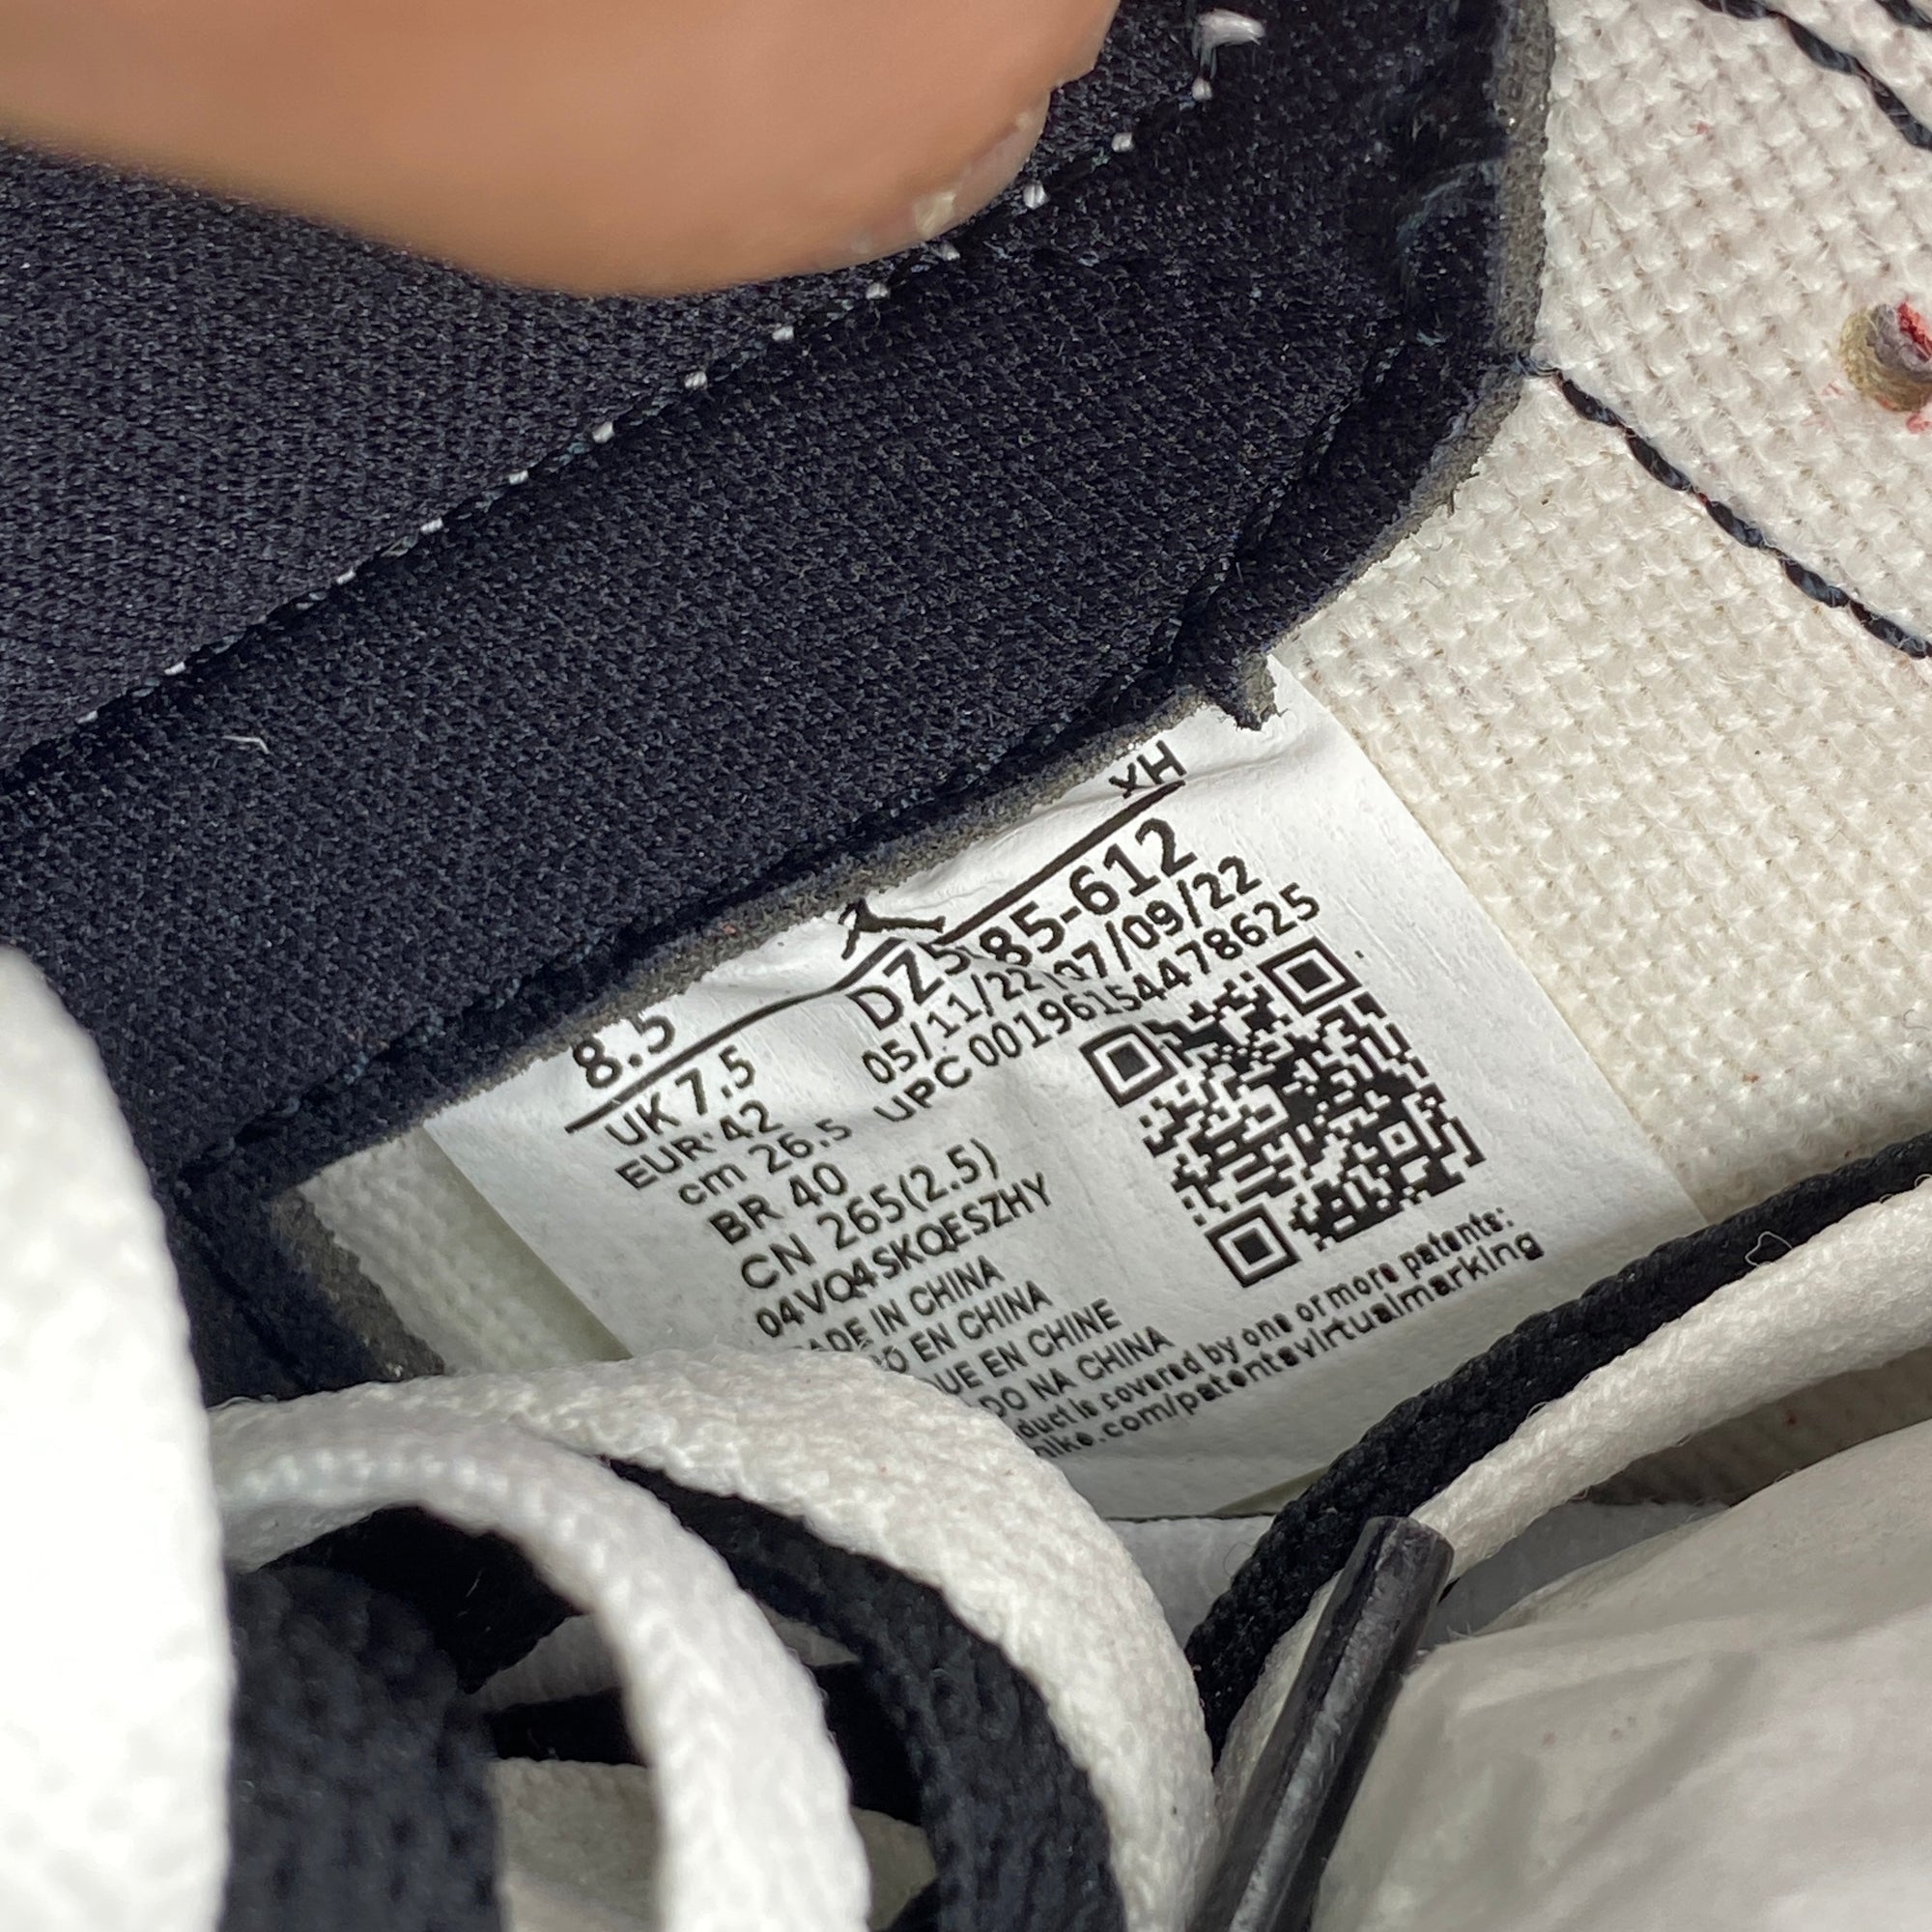 XH
8.5
DZ5485-612
UK 7.5
05/11/22 07/09/22
EUR 42
UPC 00196154478625
cm 26.5
BR 40
CN 265(2.5)
04VQ4SKQESZHY
ADE IN CHINA
O EN CHINA
UE EN CHINE
DO NA CHINA
duct is covered by one or more patents:
nike.com/patentsvirtualmarking